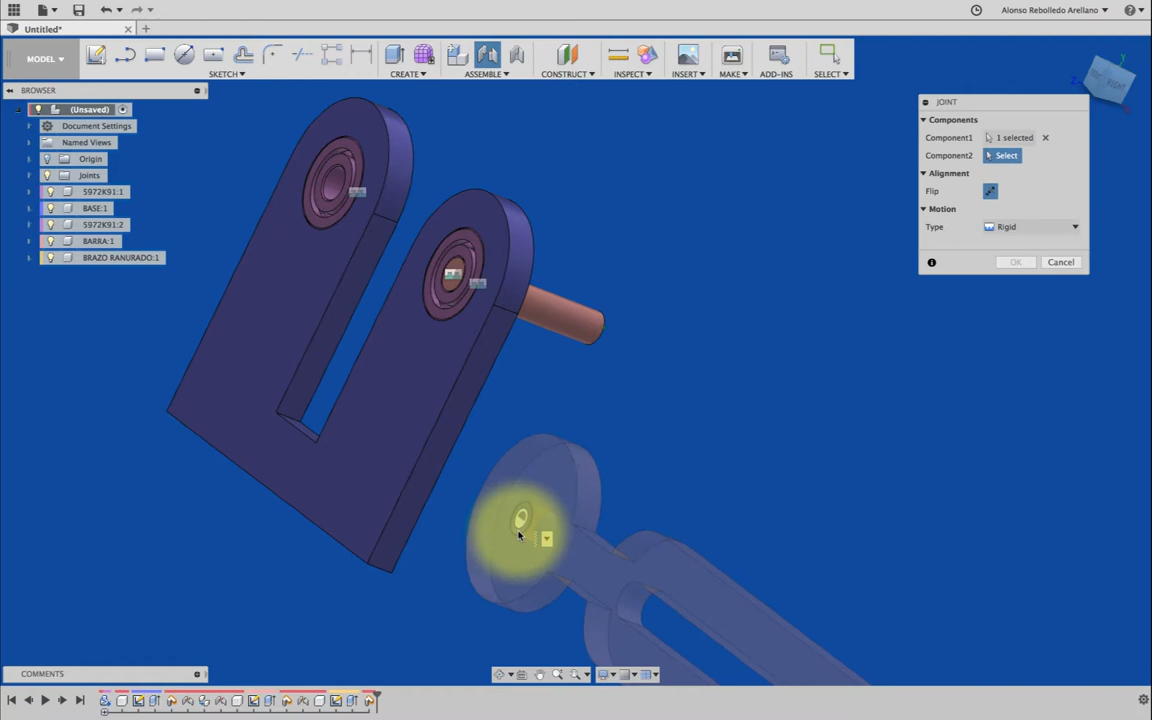 Alonso Rebolledo Arellano
Untitled*
MODEL
SKETCH
CREATE
ASSEMBLE
CONSTRUCT
INSPECT
INSERT
MAKE
ADD-INS
SELECT
BROWSER
(Unsaved)
Document Settings
Named Views
Origin
Joints
5972K91:1
BASE:1
5972K91:2
BARRA:1
BRAZO RANURADO:1
JOINT
Components
Component1 1 selected
Component2 Select
Alignment
Flip
Motion
Type Rigid
OK Cancel
RIGHT
Y
Z
COMMENTS